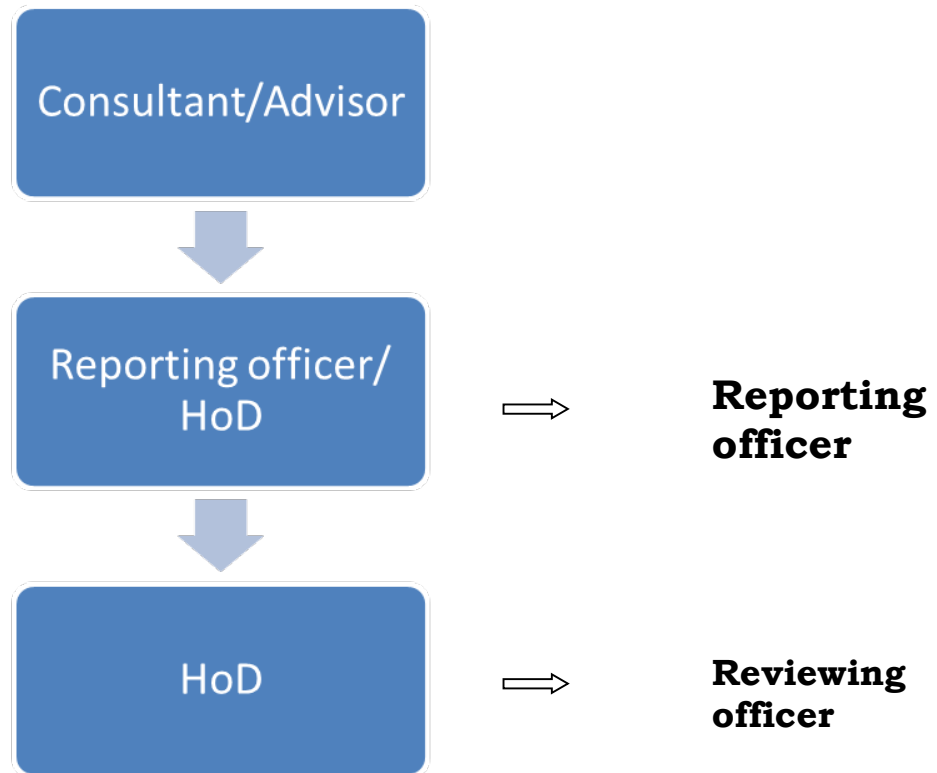 Consultant/Advisor
Reporting officer/
HoD
Reporting
officer
HoD
Reviewing
officer